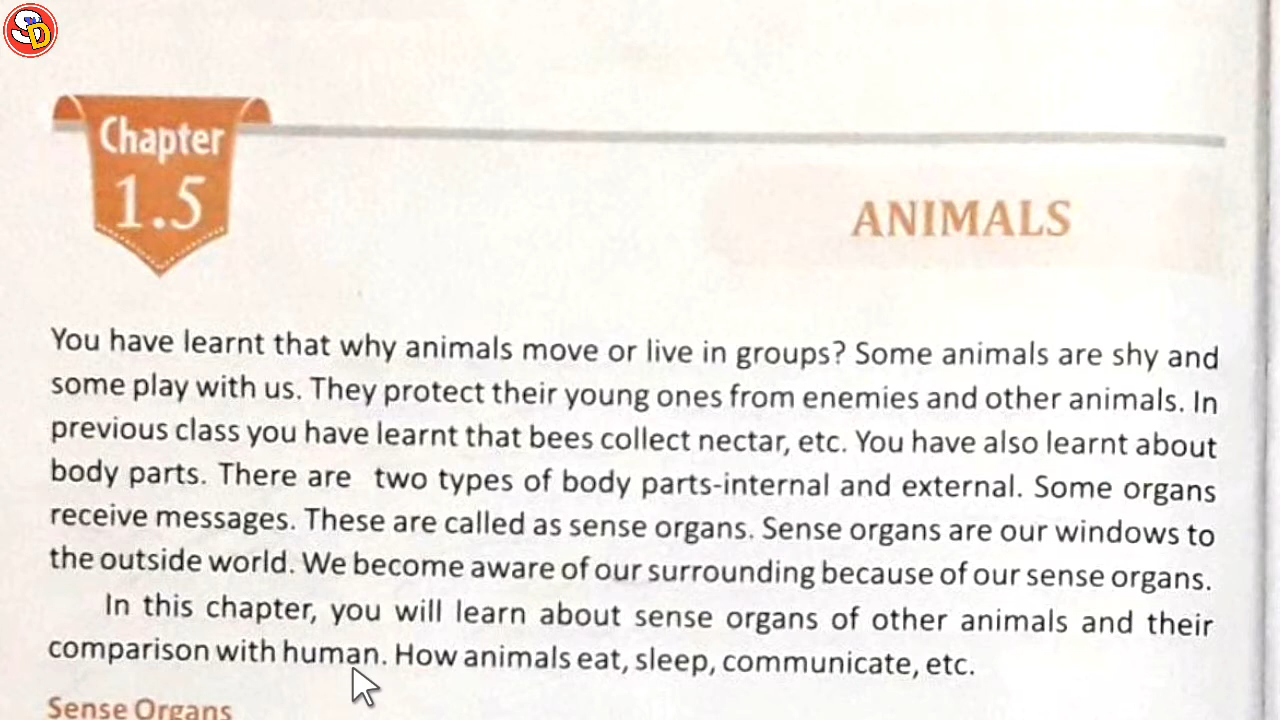 SD
Chapter
1.5
ANIMALS
You have learnt that why animals move or live in groups? Some animals are shy and
some play with us. They protect their young ones from enemies and other animals. In
previous class you have learnt that bees collect nectar, etc. You have also learnt about
body parts. There are two types of body parts-internal and external. Some organs
receive messages. These are called as sense organs. Sense organs are our windows to
the outside world. We become aware of our surrounding because of our sense organs.
In this chapter, you will learn about sense organs of other animals and their
comparison with human. How animals eat, sleep, communicate, etc.
Sense Organs